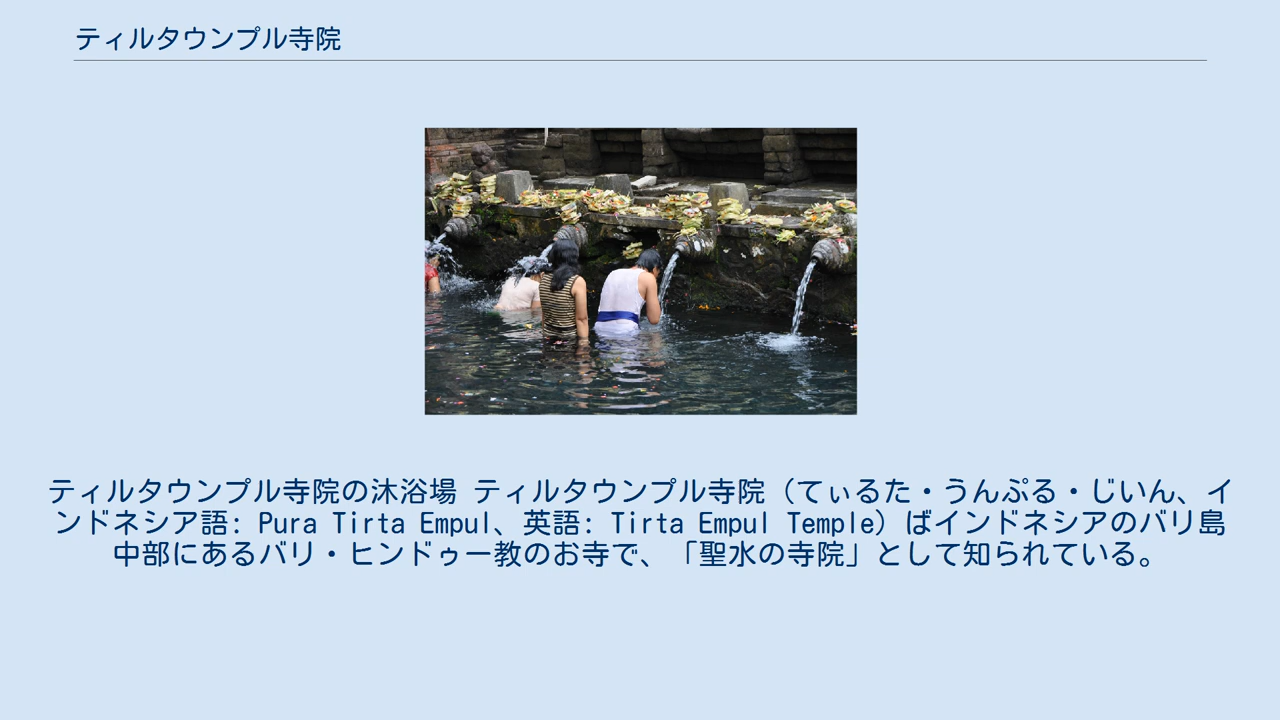 ティルタウンプル寺院
ティルタウンプル寺院の沐浴場 ティルタウンプル寺院（てぃるた・うんぷる・じいん、イ
ンドネシア語: Pura Tirta Empul、英語: Tirta Empul Temple）ばインドネシアのバリ島
中部にあるバリ・ヒンドゥー教のお寺で、「聖水の寺院」として知られている。